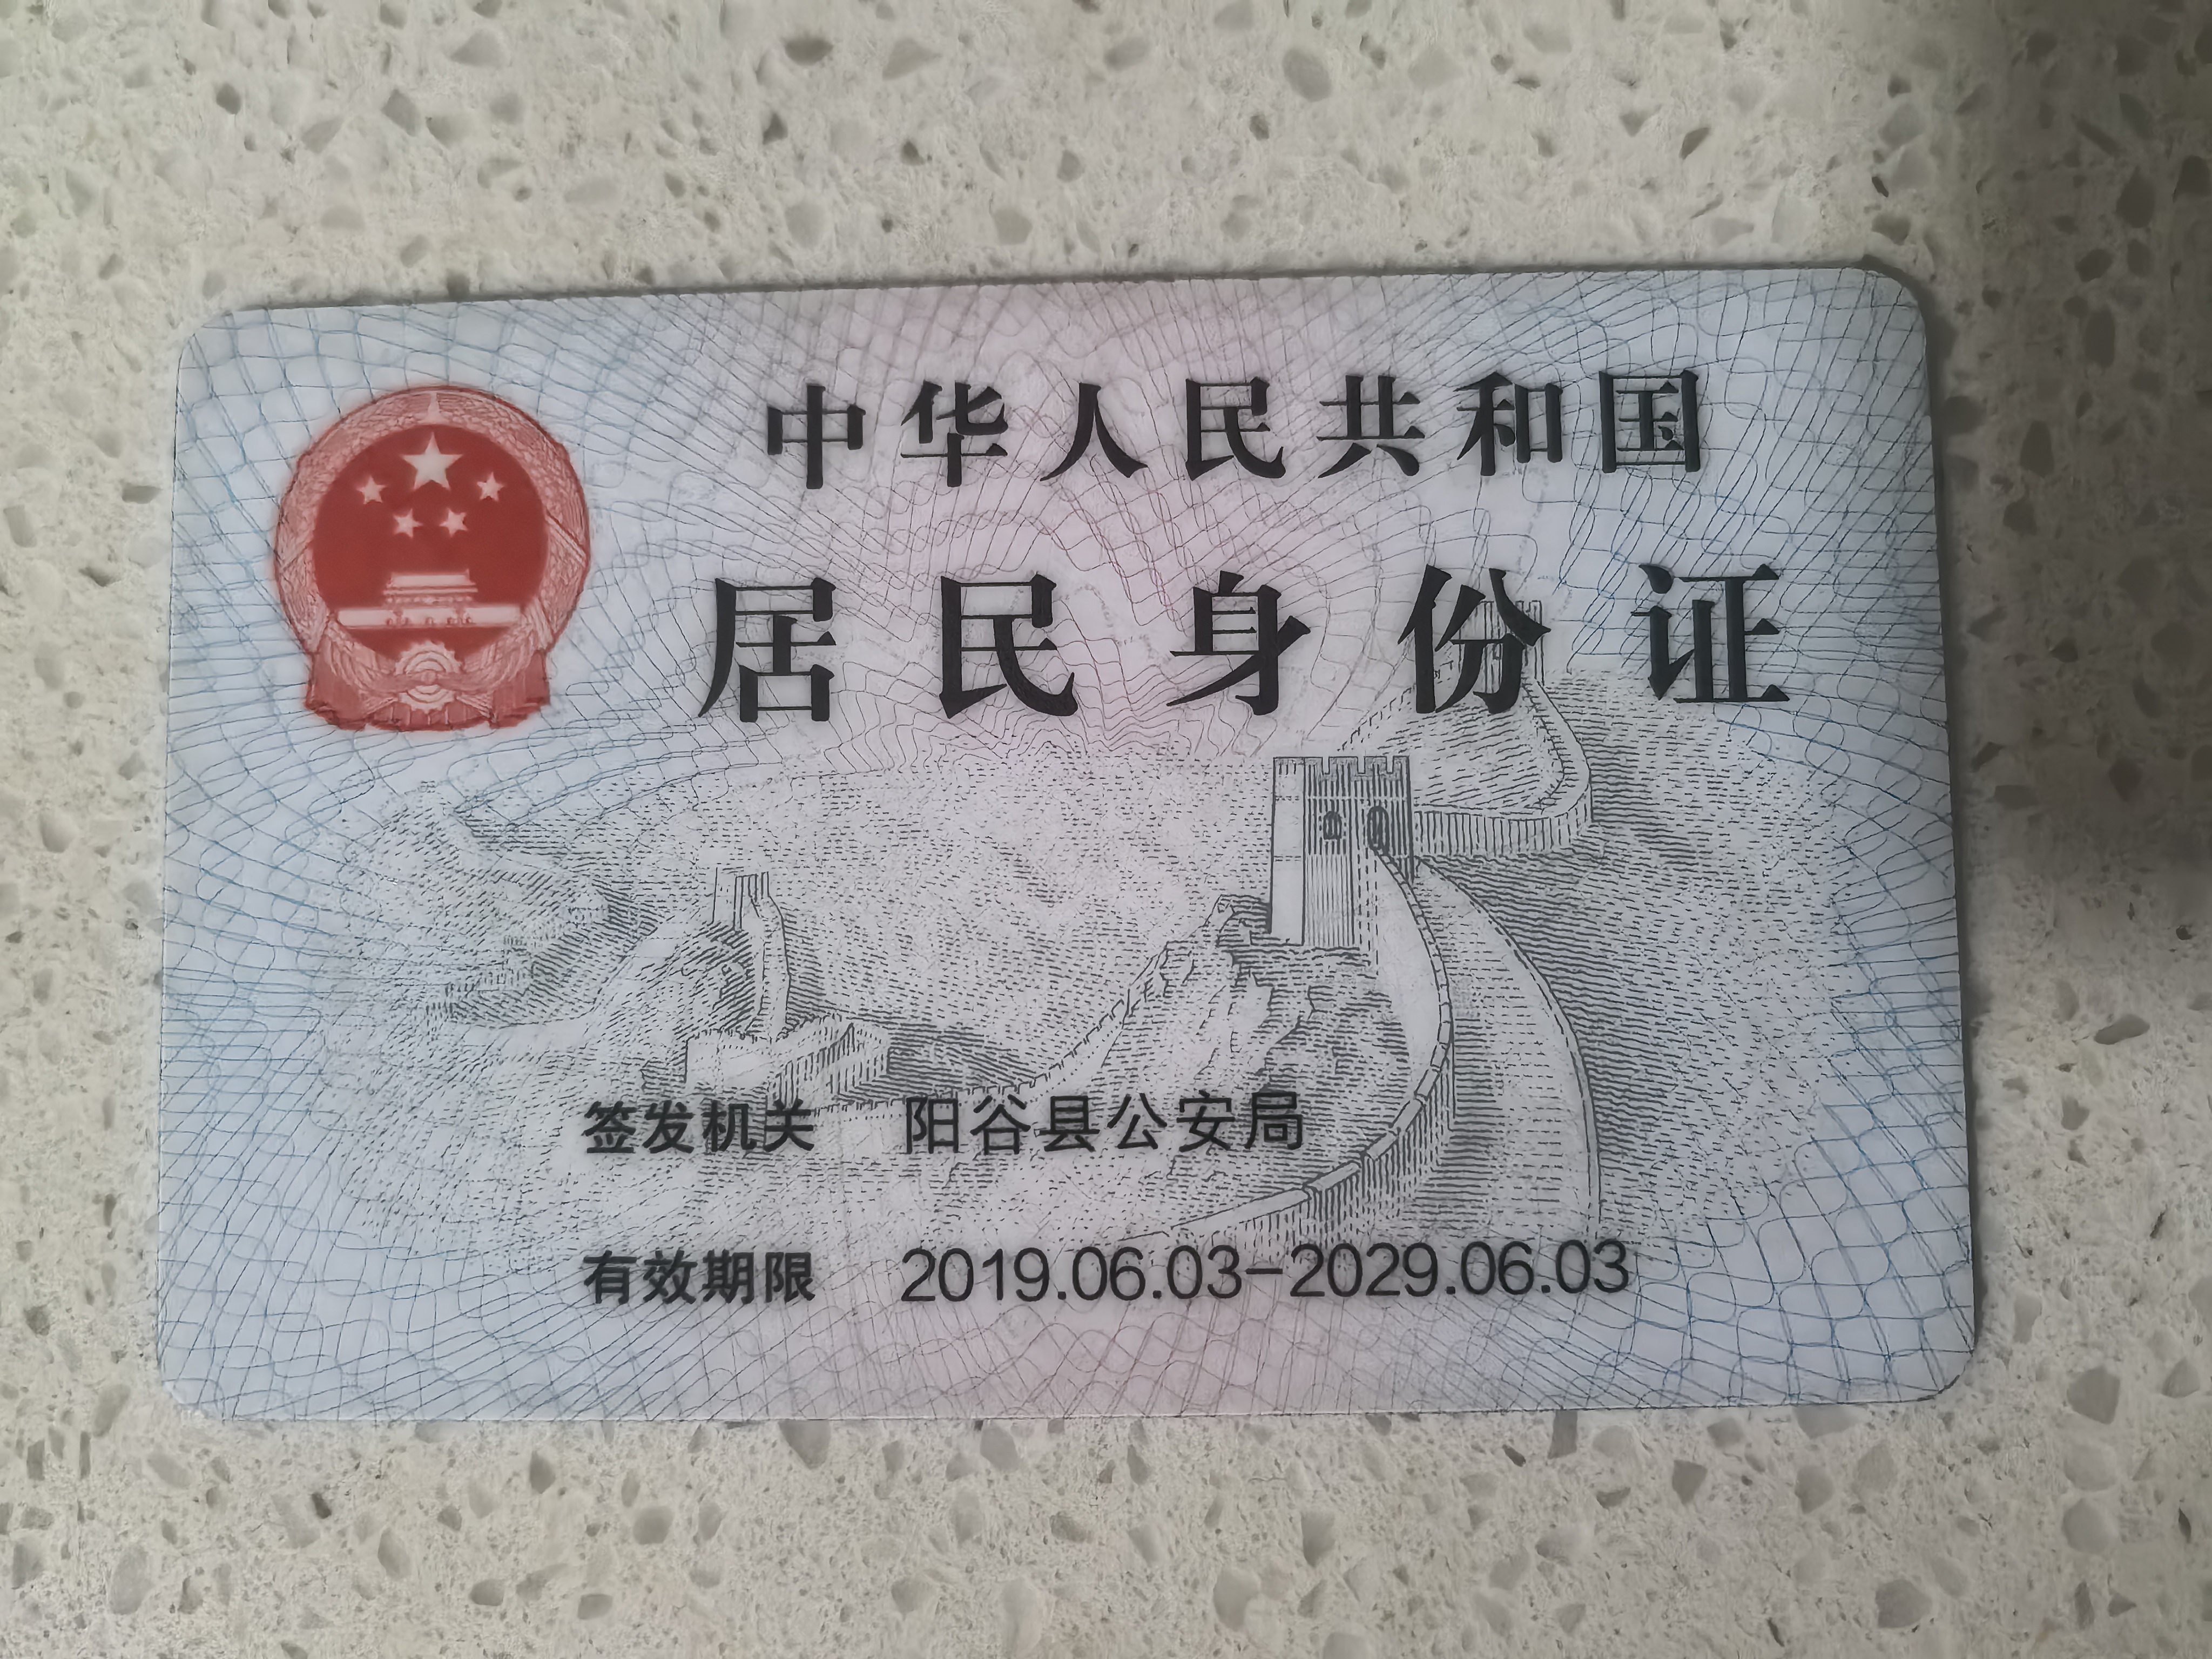 中华人民共和国
居民身份证
签发机关 阳谷县公安局
有效期限 2019.06.03-2029.06.03